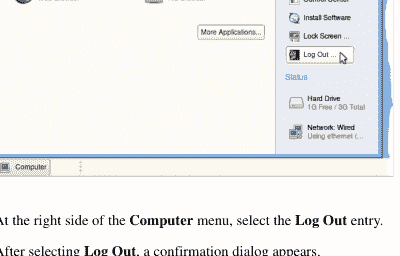 More Applications...
Install Software
Lock Screen ...
Log Out ...
Status
Hard Drive
1G Free / 3G Total
Network: Wired
Using ethernet (...
Computer
At the right side of the Computer menu, select the Log Out entry.
After selecting Log Out, a confirmation dialog appears.